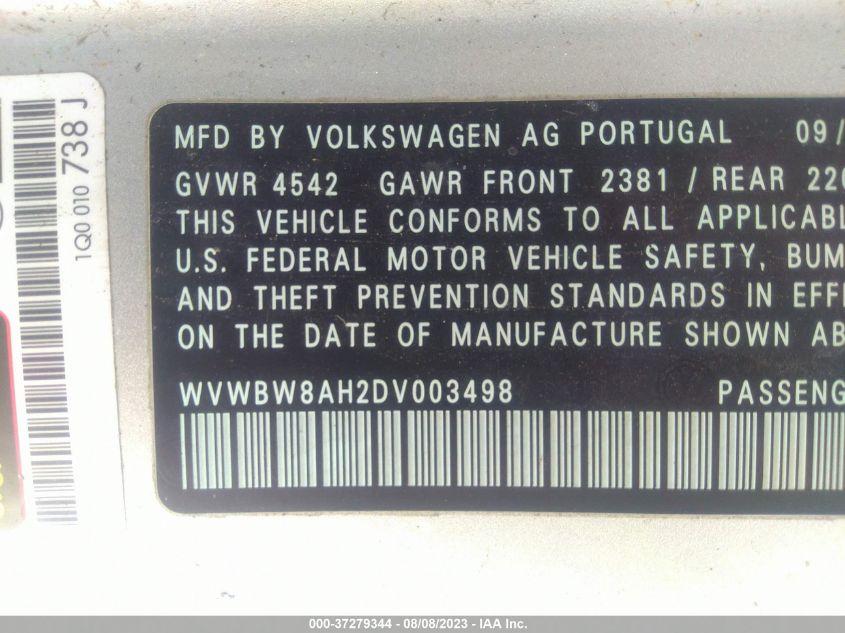 MFD BY VOLKSWAGEN AG PORTUGAL 09/
GVWR 4542 GAWR FRONT 2381 / REAR 22
THIS VEHICLE CONFORMS TO ALL APPLICABL
U.S. FEDERAL MOTOR VEHICLE SAFETY, BUM
AND THEFT PREVENTION STANDARDS IN EFF
ON THE DATE OF MANUFACTURE SHOWN AB
WVWBW8AH2DV003498 PASSENG
1Q0 010 738 J
000-37279344 - 08/08/2023 - IAA Inc.